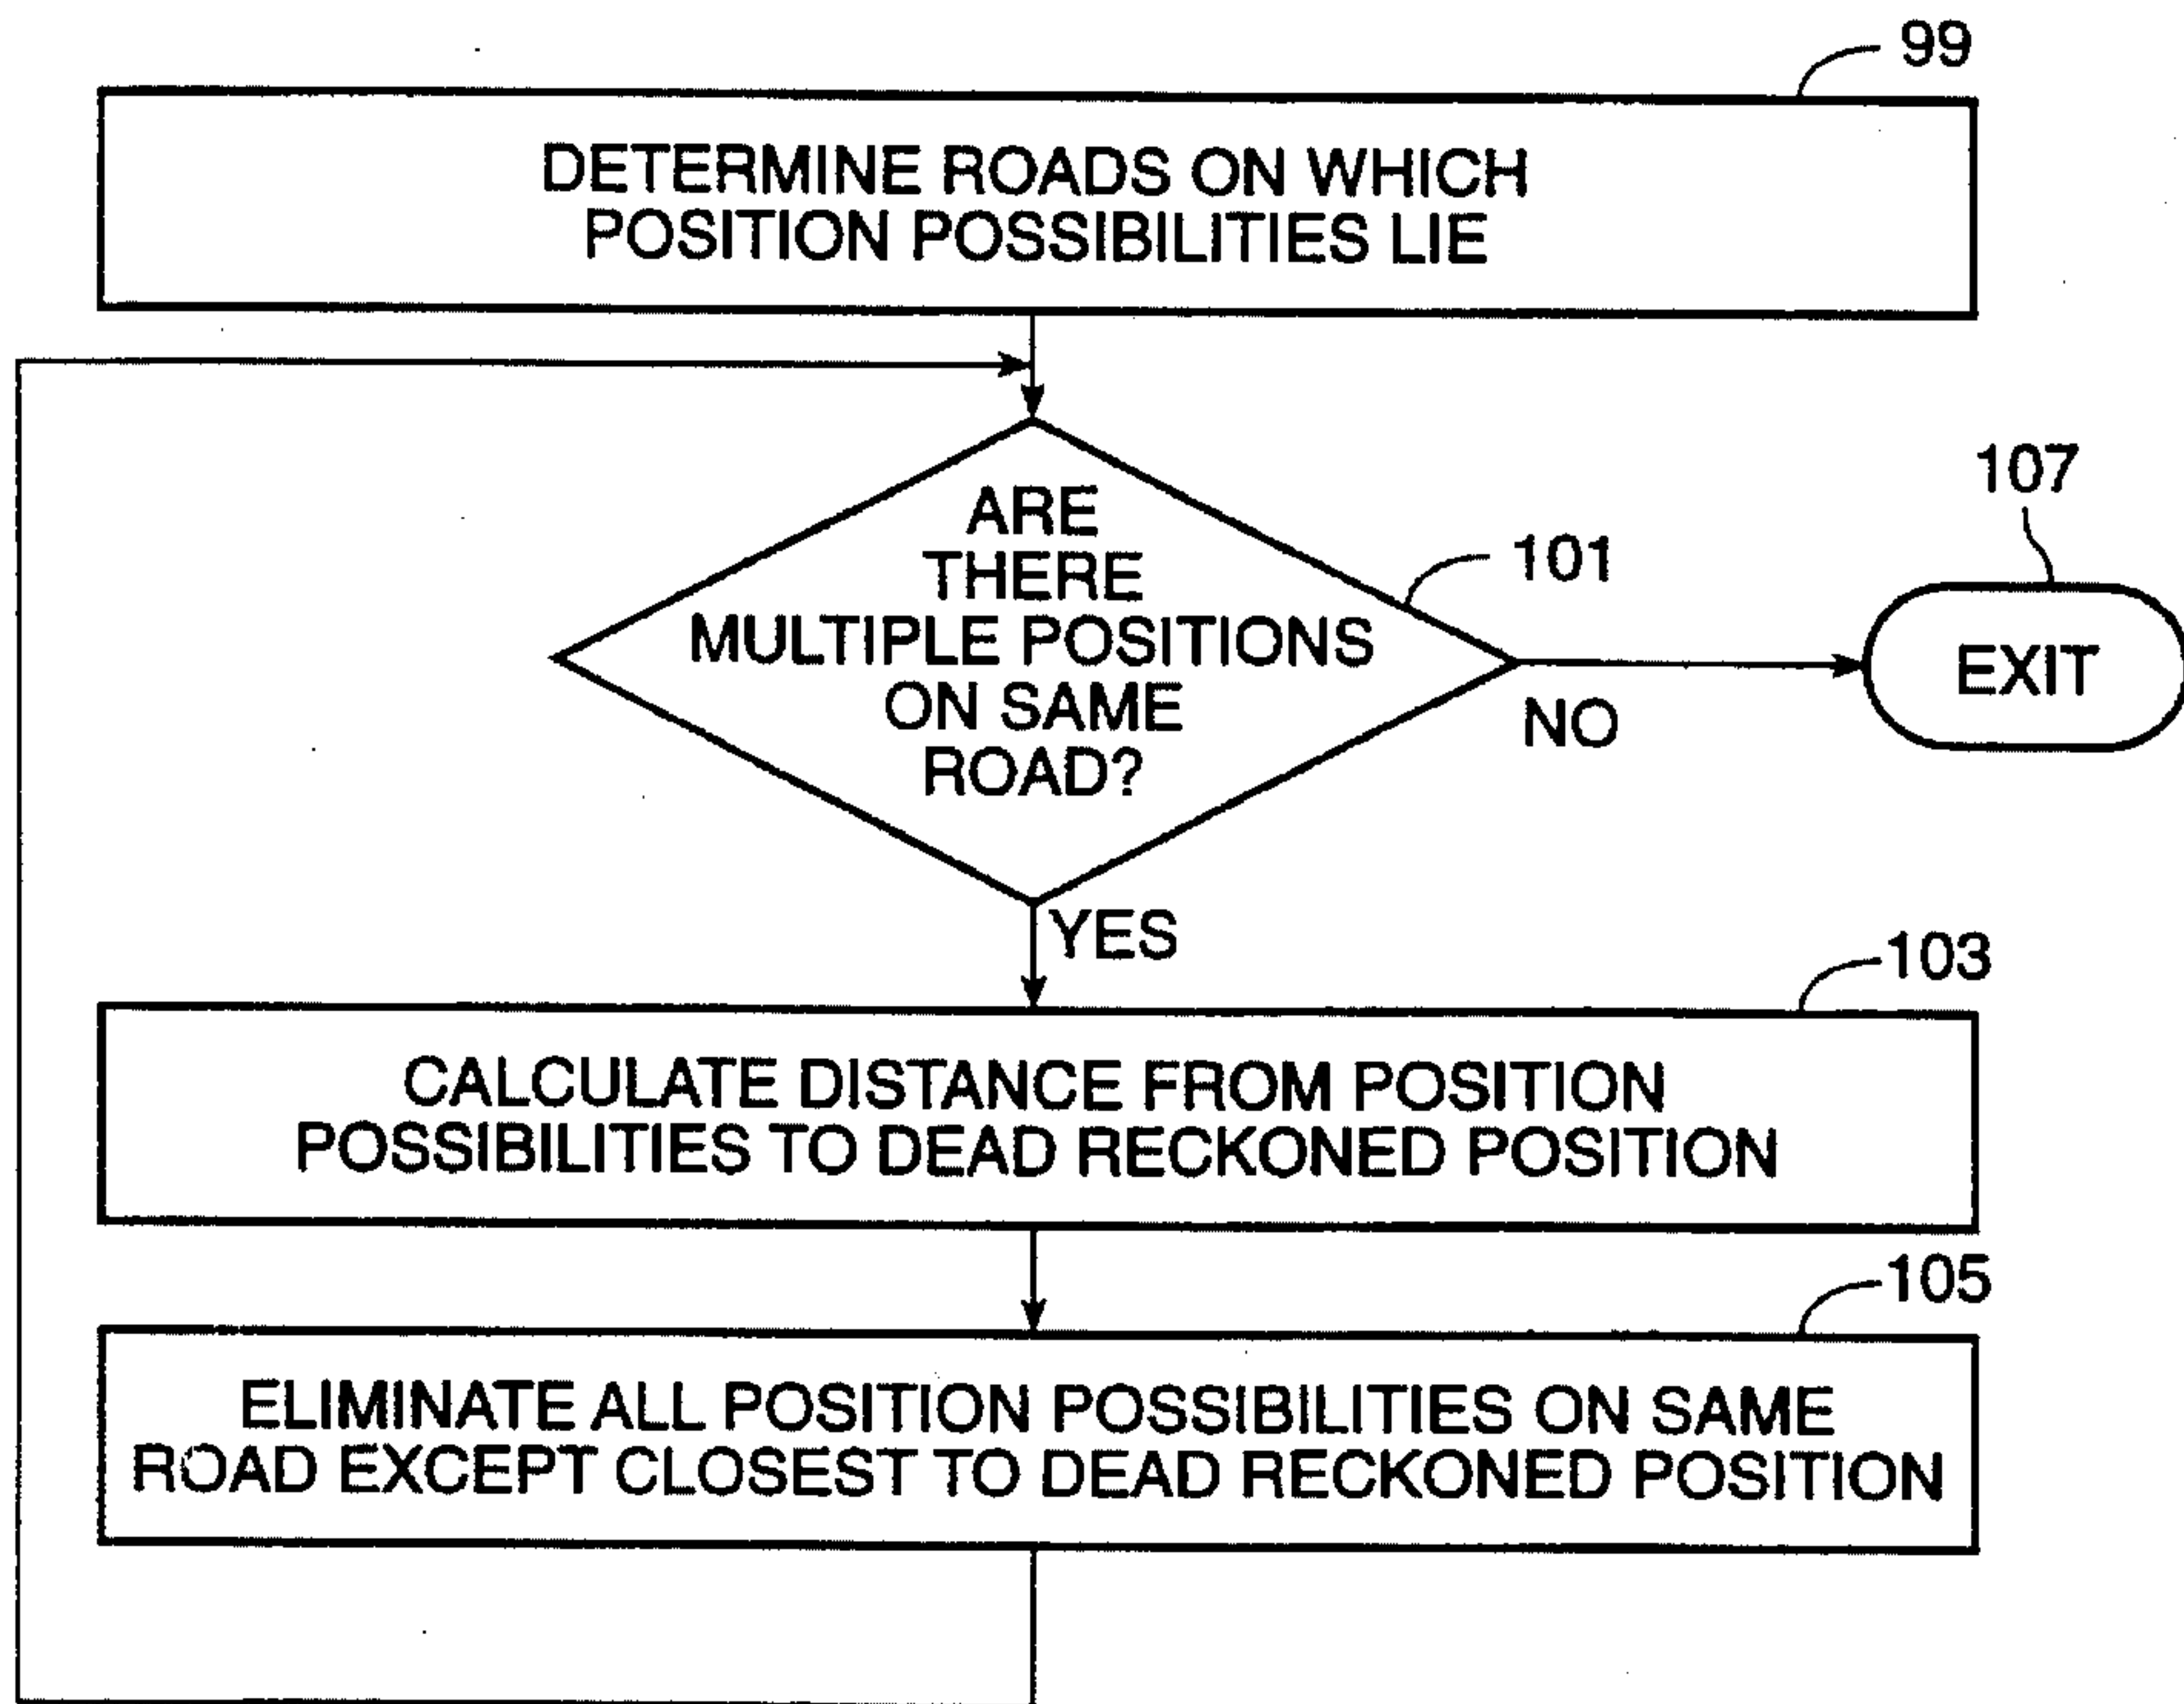 99
DETERMINE ROADS ON WHICH
POSITION POSSIBILITIES LIE
ARE
THERE
MULTIPLE POSITIONS
ON SAME
ROAD?
101
107
EXIT
NO
YES
103
CALCULATE DISTANCE FROM POSITION
POSSIBILITIES TO DEAD RECKONED POSITION
105
ELIMINATE ALL POSITION POSSIBILITIES ON SAME
ROAD EXCEPT CLOSEST TO DEAD RECKONED POSITION